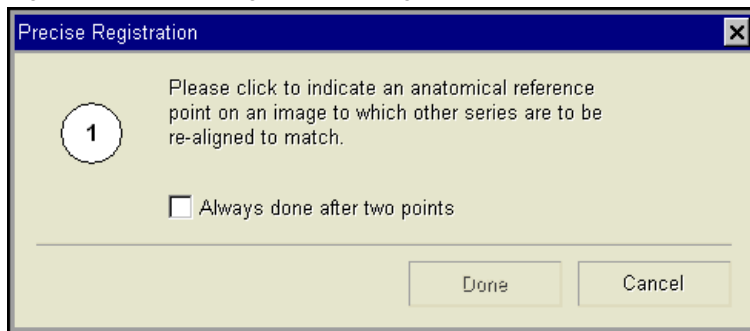 Precise Registration
Please click to indicate an anatomical reference
point on an image to which other series are to be
re-aligned to match.
1
Always done after two points
Done
Cancel